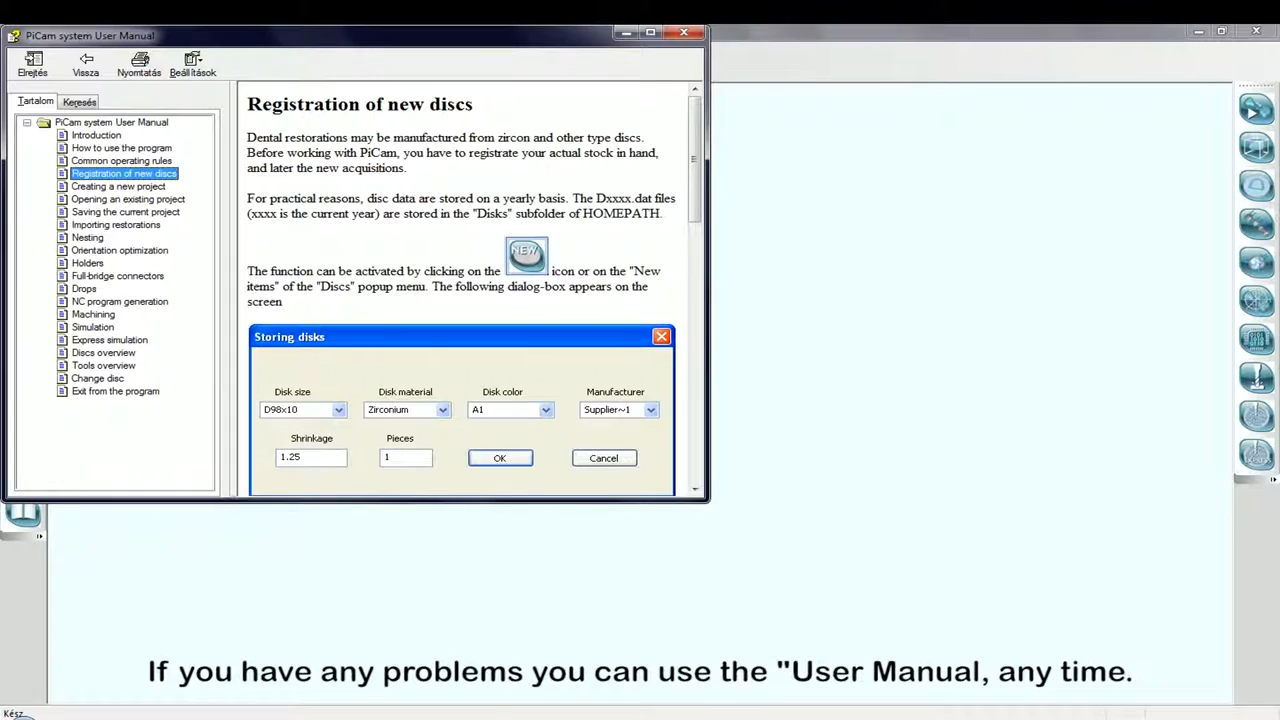 PiCam system User Manual
Elrejtés
Vissza
Nyomtatás
Beállítások
Tartalom
Keresés
PiCam system User Manual
Introduction
How to use the program
Common operating rules
Registration of new discs
Creating a new project
Opening an existing project
Saving the current project
Importing restorations
Nesting
Orientation optimization
Holders
Full-bridge connectors
Drops
NC program generation
Machining
Simulation
Express simulation
Discs overview
Tools overview
Change disc
Exit from the program
Registration of new discs
Dental restorations may be manufactured from zircon and other type discs.
Before working with PiCam, you have to registrate your actual stock in hand,
and later the new acquisitions.
For practical reasons, disc data are stored on a yearly basis. The Dxxxx.dat files
(xxxx is the current year) are stored in the "Disks" subfolder of HOMEPATH.
NEW
The function can be activated by clicking on the icon or on the "New
items" of the "Discs" popup menu. The following dialog-box appears on the
screen
Storing disks
Disk size
Disk material
Disk color
Manufacturer
D98x10
Zirconium
A1
Supplier~1
Shrinkage
Pieces
1.25
1
OK
Cancel
If you have any problems you can use the "User Manual, any time.
Kész